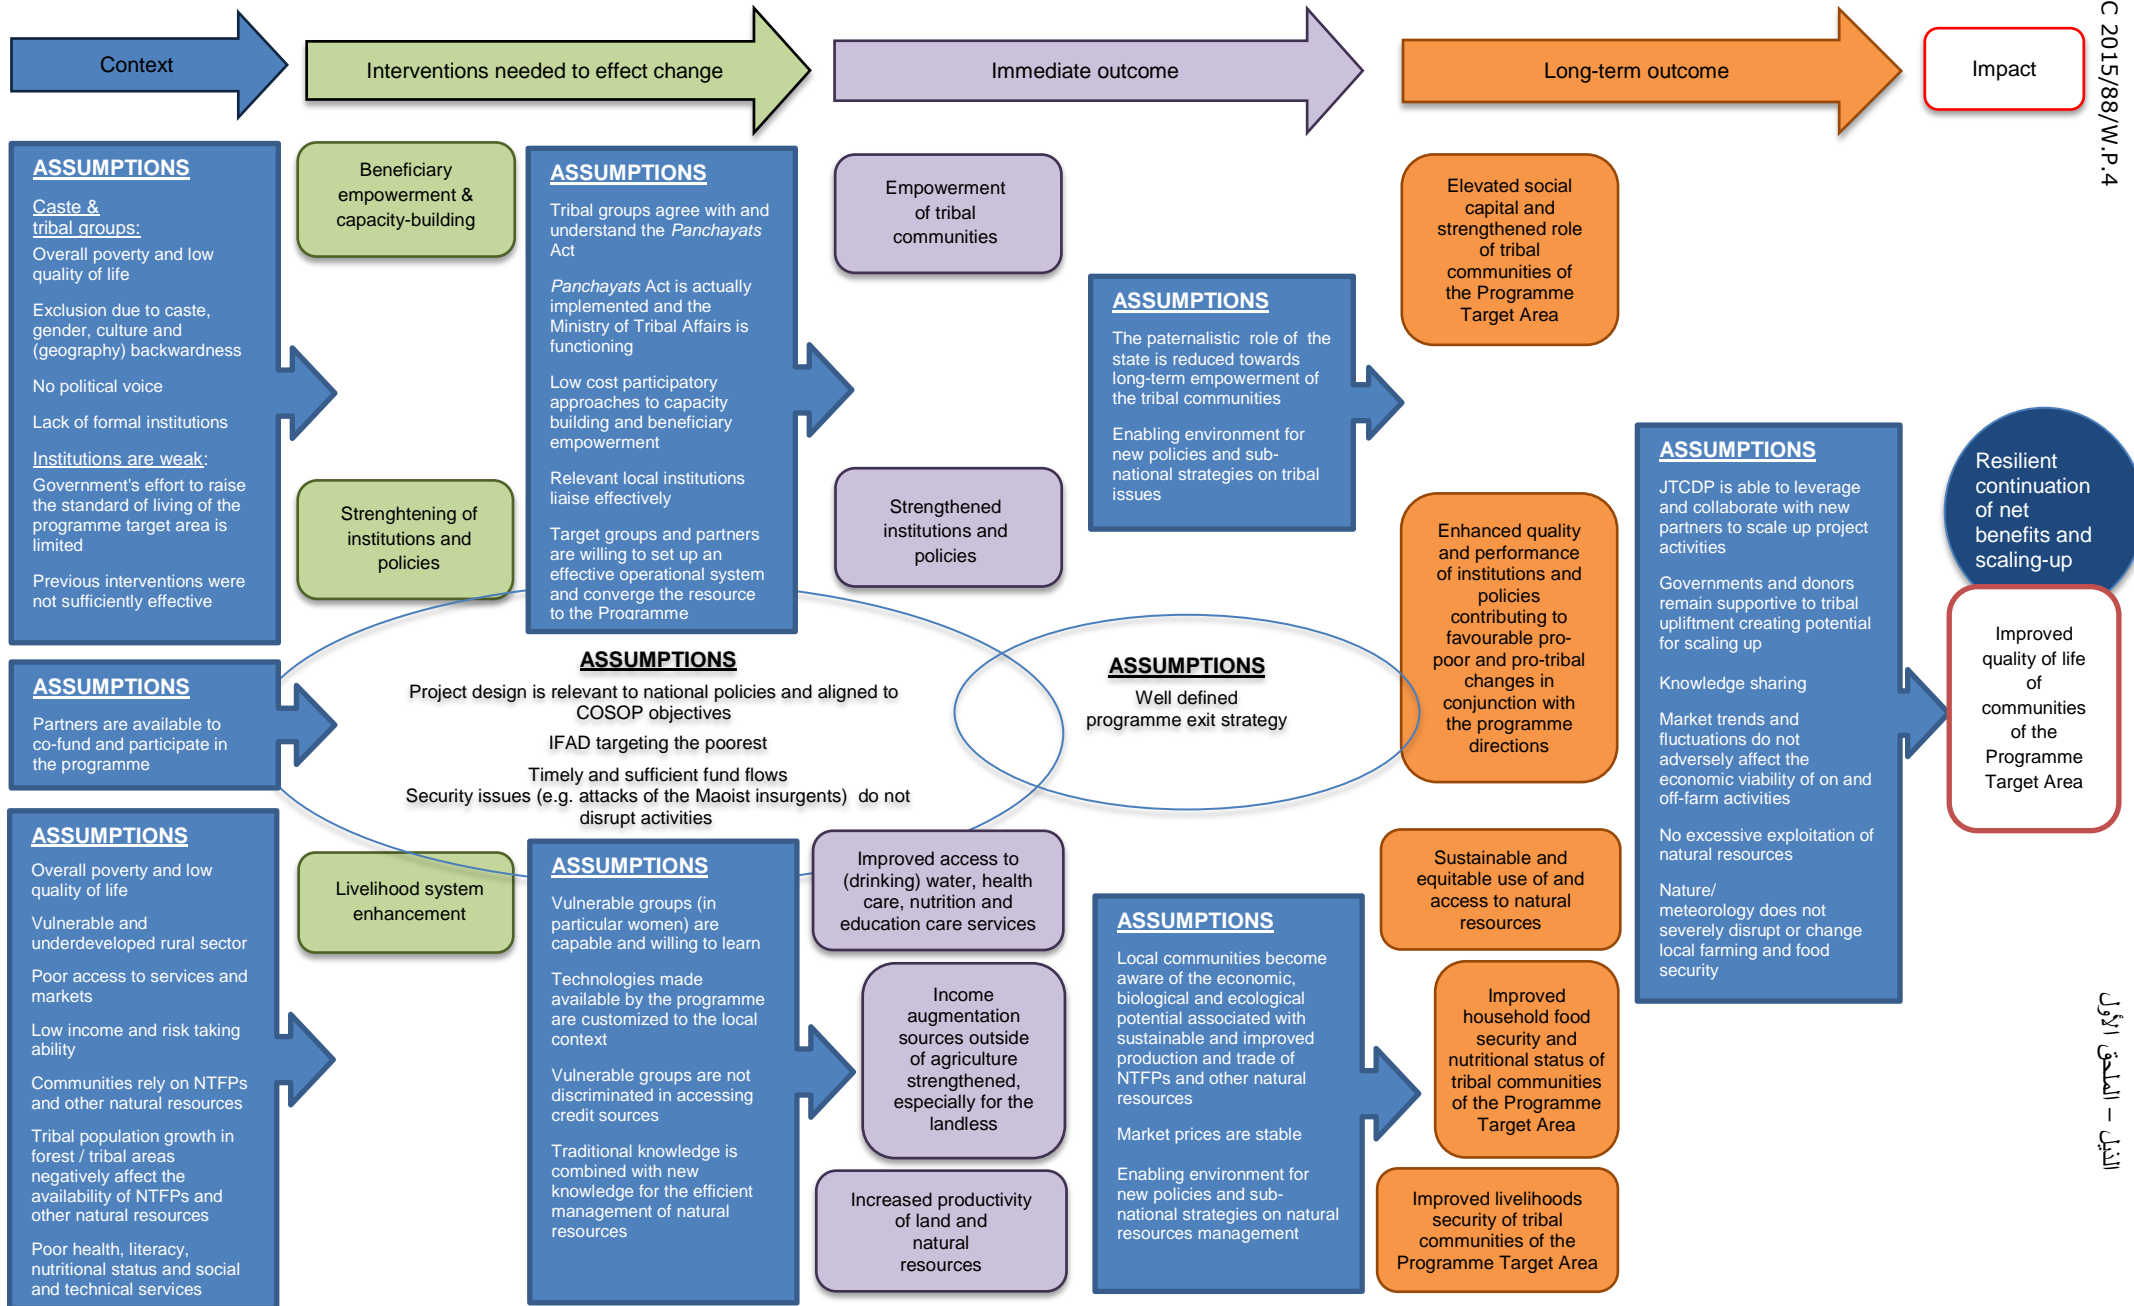 Context
Interventions needed to effect change
Immediate outcome
Long-term outcome
Impact
C 2015/88/W.P.4
ASSUMPTIONS
Caste &
tribal groups:
Overall poverty and low
quality of life
Exclusion due to caste,
gender, culture and
(geography) backwardness
No political voice
Lack of formal institutions
Institutions are weak:
Government's effort to raise
the standard of living of the
programme target area is
limited
Previous interventions were
not sufficiently effective
ASSUMPTIONS
Partners are available to
co-fund and participate in
the programme
ASSUMPTIONS
Overall poverty and low
quality of life
Vulnerable and
underdeveloped rural sector
Poor access to services and
markets
Low income and risk taking
ability
Communities rely on NTFPs
and other natural resources
Tribal population growth in
forest / tribal areas
negatively affect the
availability of NTFPs and
other natural resources
Poor health, literacy,
nutritional status and social
and technical services
Beneficiary
empowerment &
capacity-building
Strenghtening of
institutions and
policies
Livelihood system
enhancement
ASSUMPTIONS
Tribal groups agree with and
understand the Panchayats
Act
Panchayats Act is actually
implemented and the
Ministry of Tribal Affairs is
functioning
Low cost participatory
approaches to capacity
building and beneficiary
empowerment
Relevant local institutions
liaise effectively
Target groups and partners
are willing to set up an
effective operational system
and converge the resource
to the Programme
ASSUMPTIONS
Project design is relevant to national policies and aligned to
COSOP objectives
IFAD targeting the poorest
Timely and sufficient fund flows
Security issues (e.g. attacks of the Maoist insurgents) do not
disrupt activities
ASSUMPTIONS
Vulnerable groups (in
particular women) are
capable and willing to learn
Technologies made
available by the programme
are customized to the local
context
Vulnerable groups are not
discriminated in accessing
credit sources
Traditional knowledge is
combined with new
knowledge for the efficient
management of natural
resources
Empowerment
of tribal
communities
Strengthened
institutions and
policies
Improved access to
(drinking) water, health
care, nutrition and
education care services
Income
augmentation
sources outside
of agriculture
strengthened,
especially for the
landless
Increased productivity
of land and
natural
resources
ASSUMPTIONS
The paternalistic role of the
state is reduced towards
long-term empowerment of
the tribal communities
Enabling environment for
new policies and sub-
national strategies on tribal
issues
ASSUMPTIONS
Well defined
programme exit strategy
ASSUMPTIONS
Local communities become
aware of the economic,
biological and ecological
potential associated with
sustainable and improved
production and trade of
NTFPs and other natural
resources
Market prices are stable
Enabling environment for
new policies and sub-
national strategies on natural
resources management
Elevated social
capital and
strengthened role
of tribal
communities of
the Programme
Target Area
Enhanced quality
and performance
of institutions and
policies
contributing to
favourable pro-
poor and pro-tribal
changes in
conjunction with
the programme
directions
Sustainable and
equitable use of and
access to natural
resources
Improved
household food
security and
nutritional status of
tribal communities
of the Programme
Target Area
Improved livelihoods
security of tribal
communities of the
Programme Target Area
ASSUMPTIONS
JTCDP is able to leverage
and collaborate with new
partners to scale up project
activities
Governments and donors
remain supportive to tribal
upliftment creating potential
for scaling up
Knowledge sharing
Market trends and
fluctuations do not
adversely affect the
economic viability of on and
off-farm activities
No excessive exploitation of
natural resources
Nature/
meteorology does not
severely disrupt or change
local farming and food
security
Resilient
continuation
of net
benefits and
scaling-up
Improved
quality of life
of
communities
of the
Programme
Target Area
الذيل – الملحق الأول